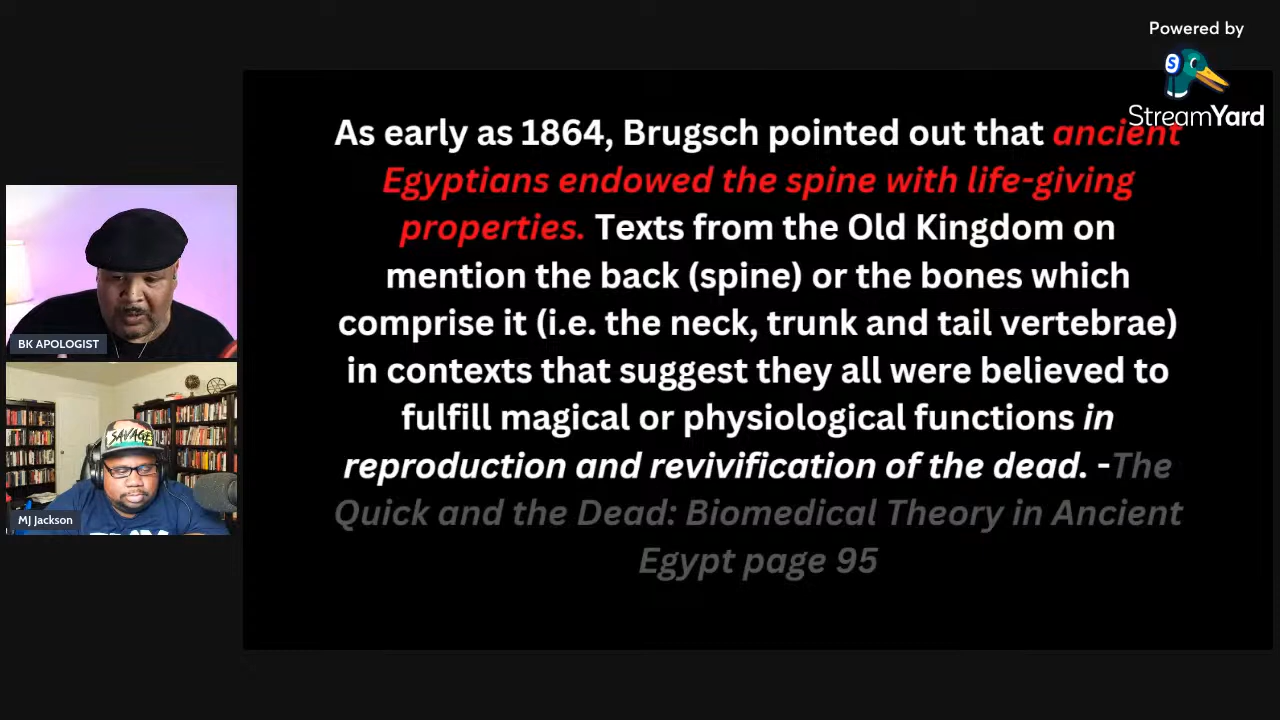 Powered by
StreamYard
As early as 1864, Brugsch pointed out that ancient
Egyptians endowed the spine with life-giving
properties. Texts from the Old Kingdom on
mention the back (spine) or the bones which
comprise it (i.e. the neck, trunk and tail vertebrae)
in contexts that suggest they all were believed to
fulfill magical or physiological functions in
reproduction and revivification of the dead. -The
Quick and the Dead: Biomedical Theory in Ancient
Egypt page 95
BK APOLOGIST
SAVAGE
MJ Jackson